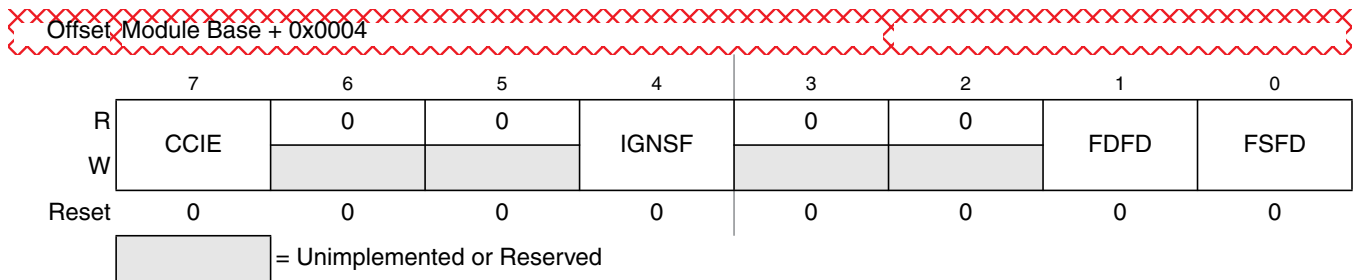 Offset Module Base + 0x0004
7 6 5 4 3 2 1 0
R CCIE 0 0 IGNSF 0 0 FDFD FSFD
W
Reset 0 0 0 0 0 0 0 0
= Unimplemented or Reserved